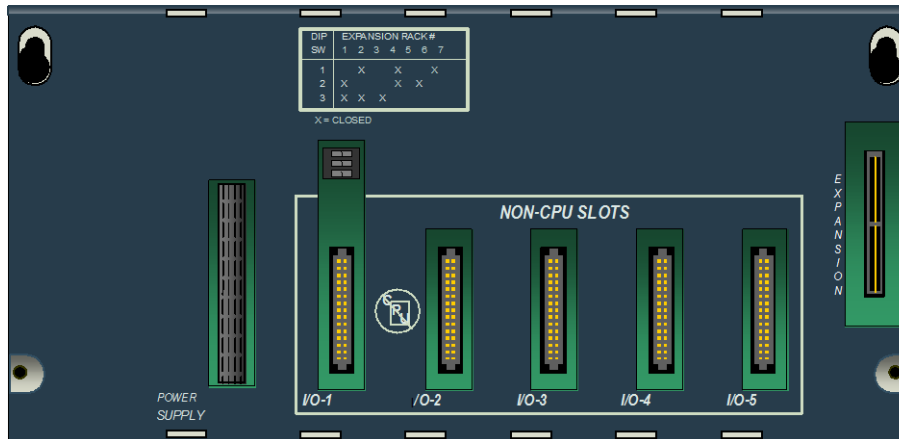 DIP EXPANSION RACK#
SW 1 2 3 4 5 6 7
1 X X X
2 X X X
3 X X X
X = CLOSED
NON-CPU SLOTS
EXPANSION
CRU
I/O-1 /O-2 I/O-3 I/O-4 I/O-5
POWER
SUPPLY